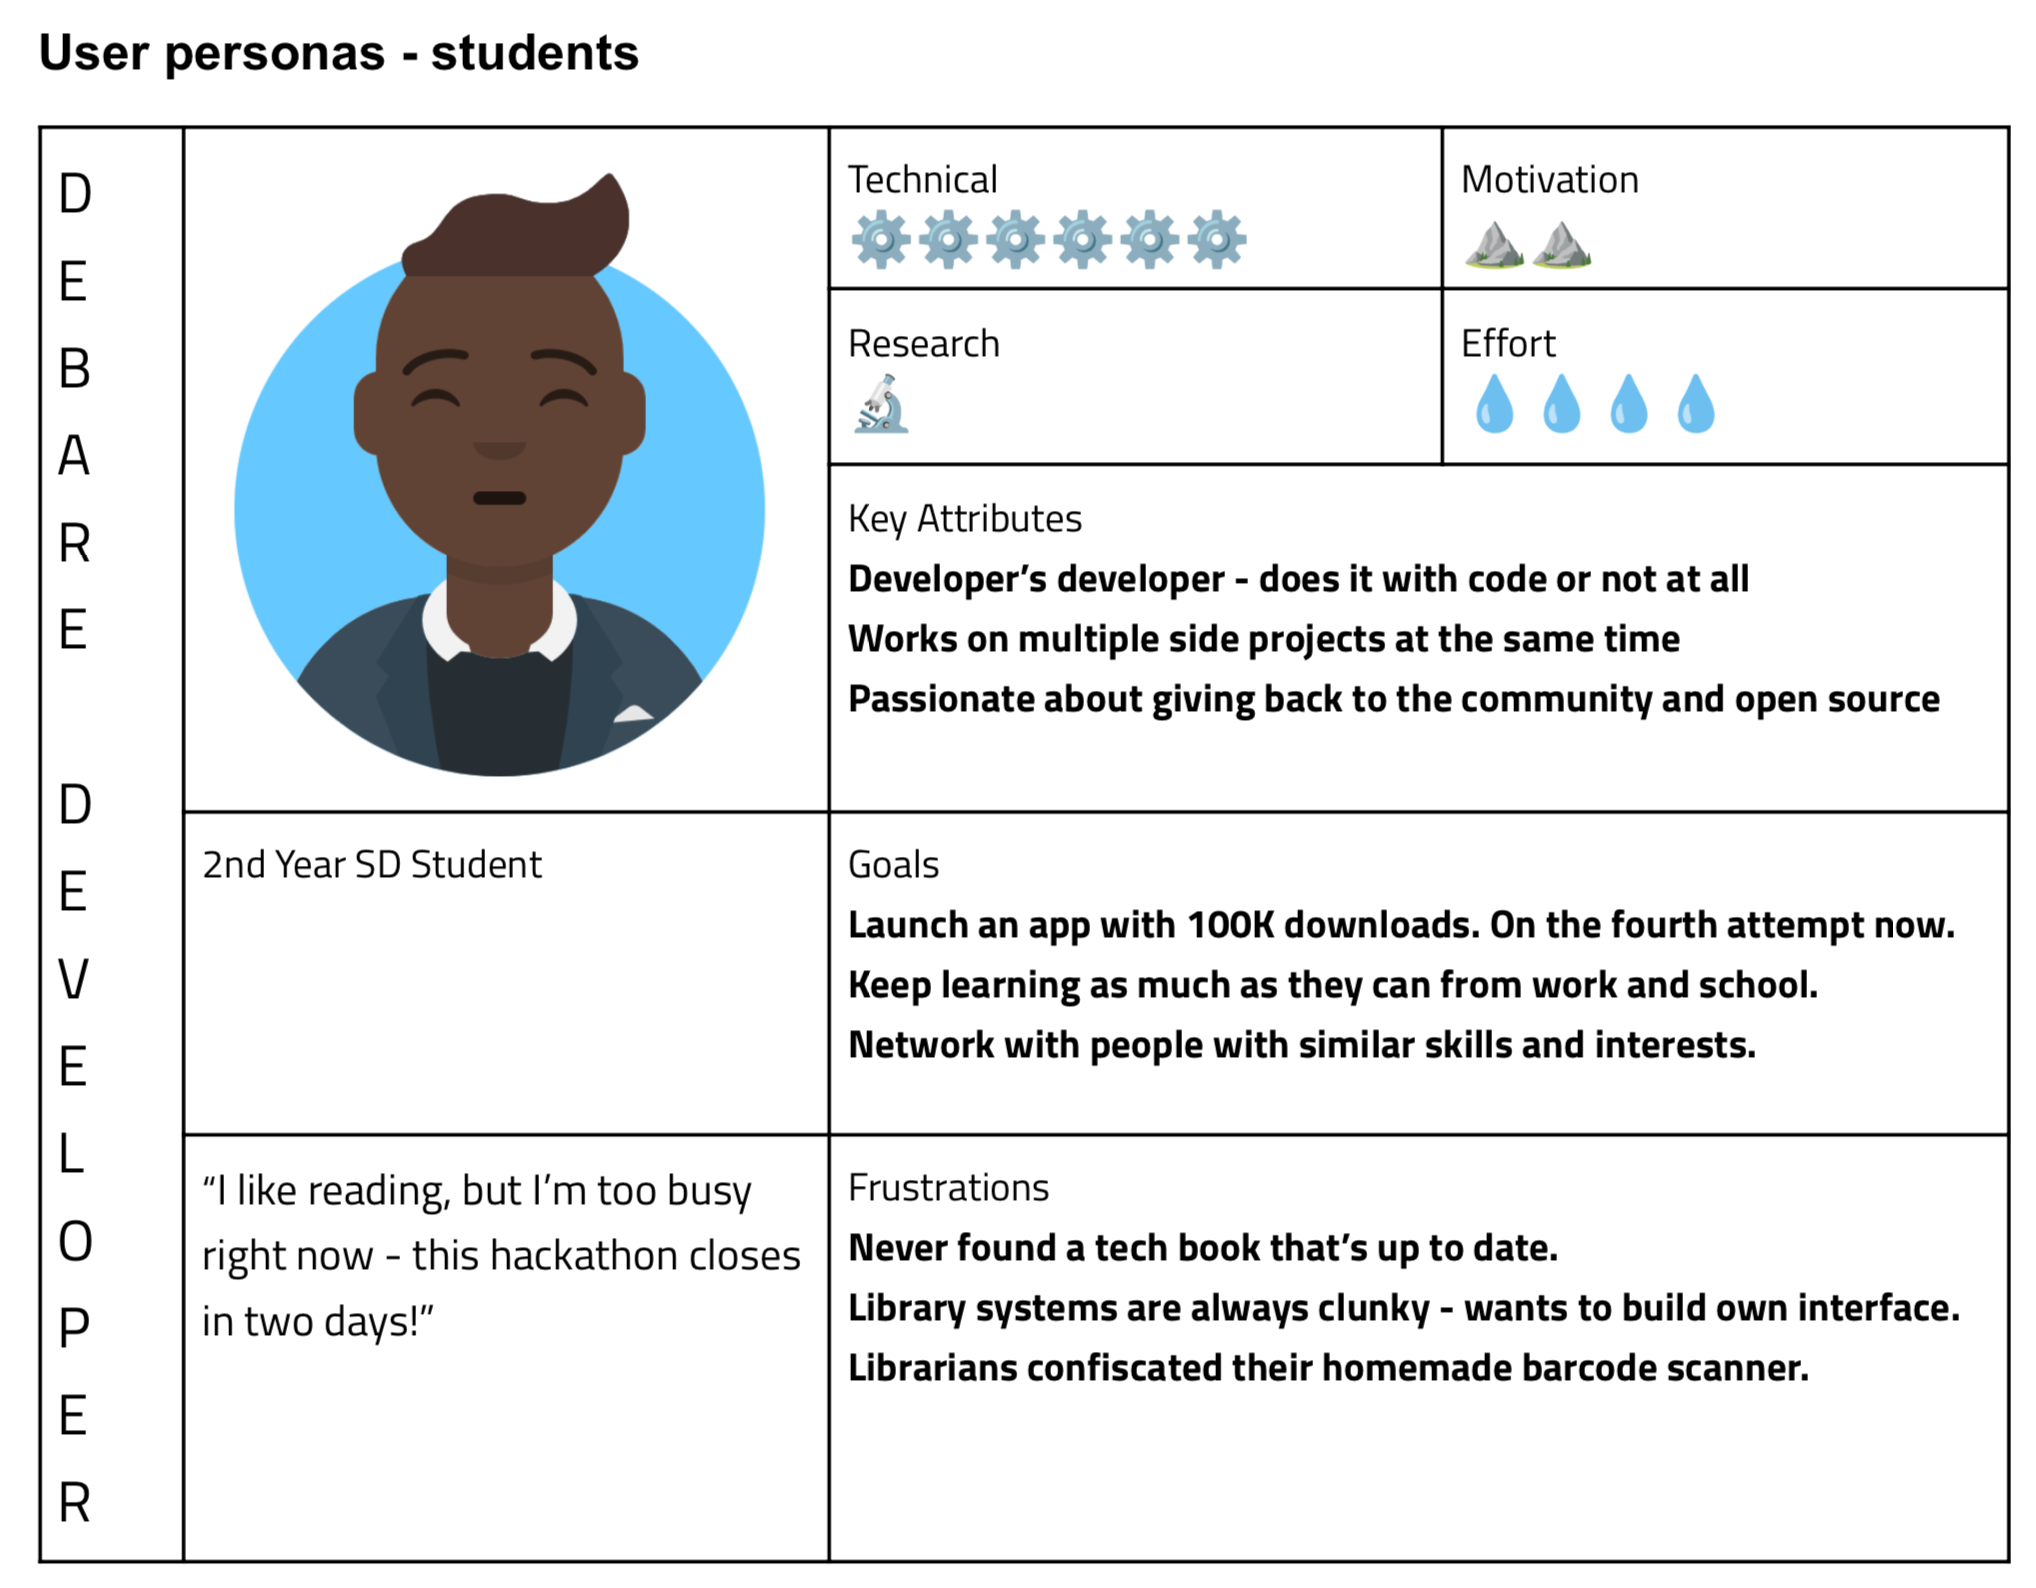 User personas - students
DEBARE DEVELOPER
Technical
Motivation
Research
Effort
Key Attributes
Developer’s developer - does it with code or not at all
Works on multiple side projects at the same time
Passionate about giving back to the community and open source
2nd Year SD Student
Goals
Launch an app with 100K downloads. On the fourth attempt now.
Keep learning as much as they can from work and school.
Network with people with similar skills and interests.
“I like reading, but I’m too busy
right now - this hackathon closes
in two days!”
Frustrations
Never found a tech book that’s up to date.
Library systems are always clunky - wants to build own interface.
Librarians confiscated their homemade barcode scanner.